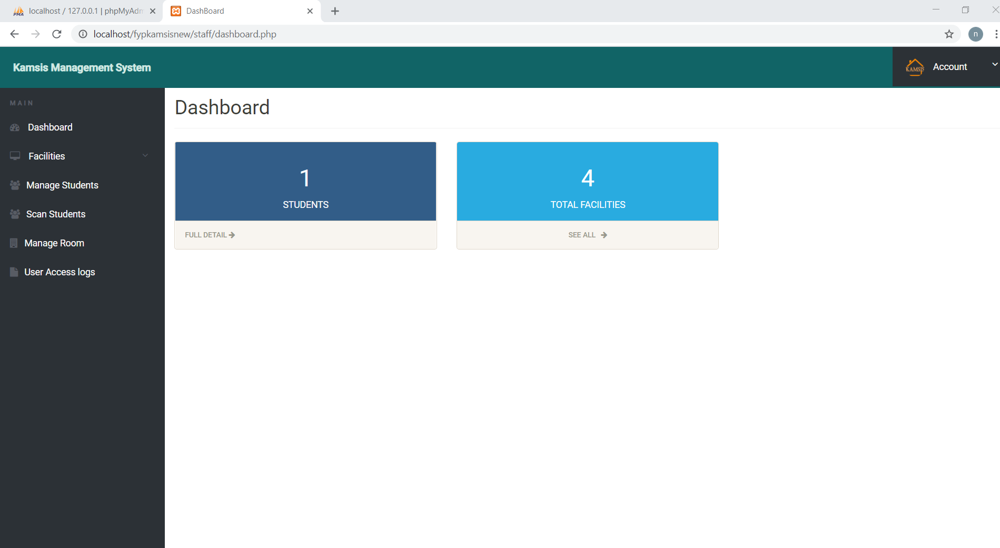 PMA localhost / 127.0.0.1 | phpMyAdm
DashBoard
localhost/fypkamsisnew/staff/dashboard.php
n
Kamsis Management System
KAMSIS
Account
MAIN
Dashboard
Facilities
Manage Students
Scan Students
Manage Room
User Access logs
Dashboard
1
STUDENTS
FULL DETAIL
4
TOTAL FACILITIES
SEE ALL